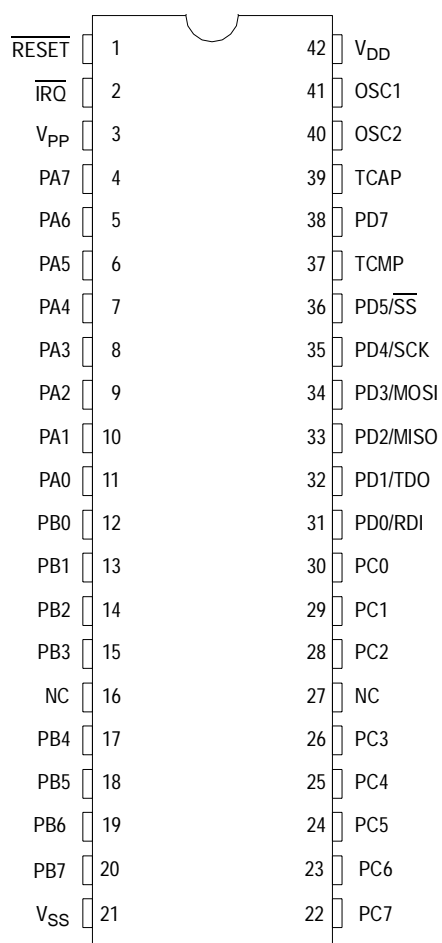 R̅E̅S̅E̅T̅ 1 42 VDD
I̅R̅Q̅ 2 41 OSC1
VPP 3 40 OSC2
PA7 4 39 TCAP
PA6 5 38 PD7
PA5 6 37 TCMP
PA4 7 36 PD5/S̅S̅
PA3 8 35 PD4/SCK
PA2 9 34 PD3/MOSI
PA1 10 33 PD2/MISO
PA0 11 32 PD1/TDO
PB0 12 31 PD0/RDI
PB1 13 30 PC0
PB2 14 29 PC1
PB3 15 28 PC2
NC 16 27 NC
PB4 17 26 PC3
PB5 18 25 PC4
PB6 19 24 PC5
PB7 20 23 PC6
VSS 21 22 PC7